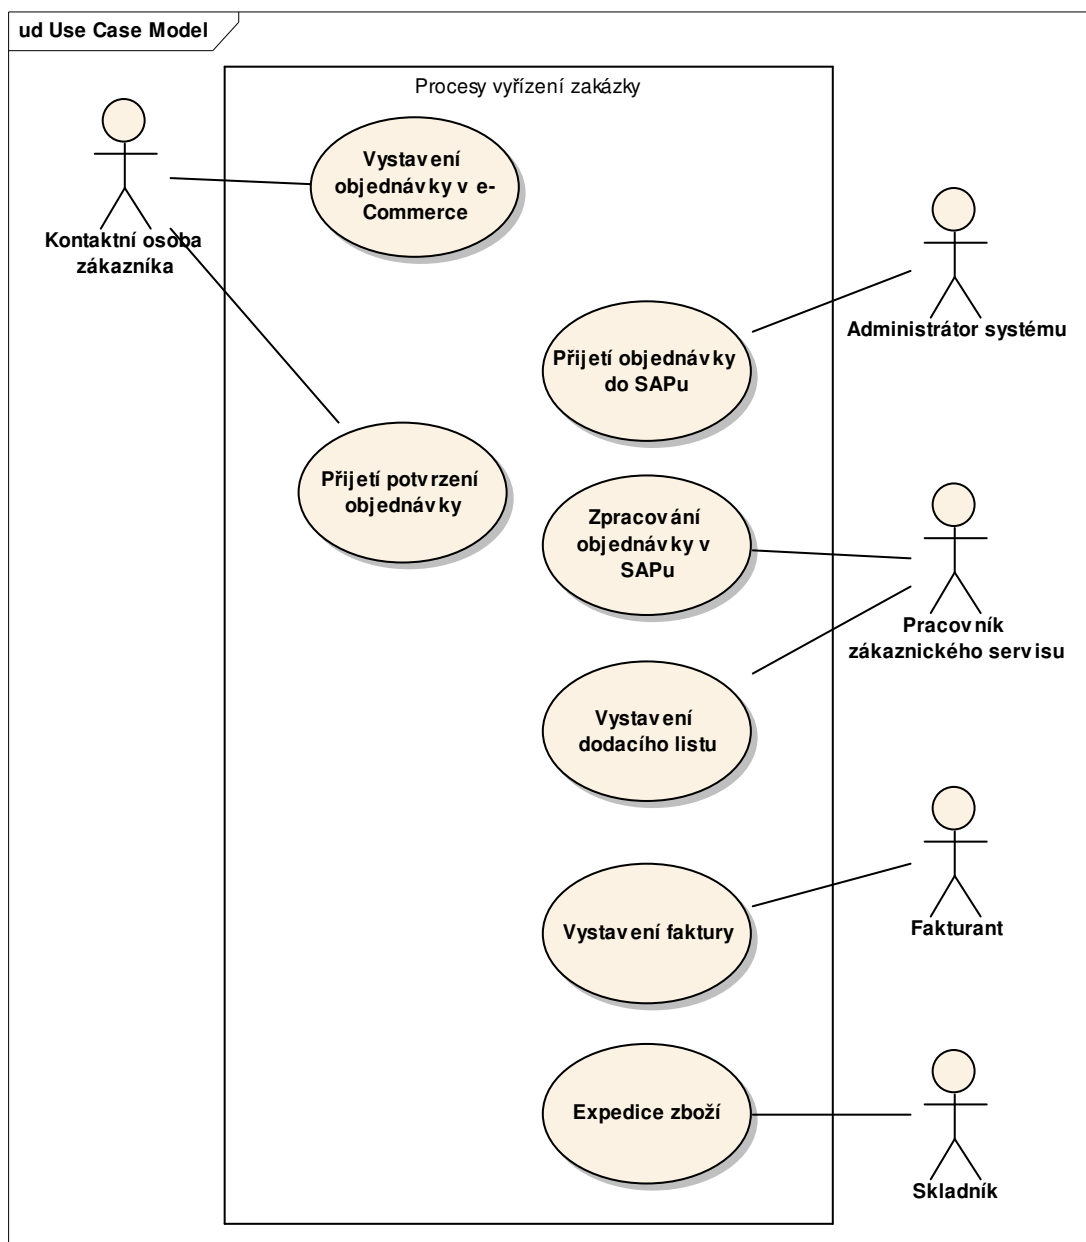 ud Use Case Model
Procesy vyřízení zakázky
Vystavení
objednávky v e-
Commerce
Kontaktní osoba
zákazníka
Administrátor systému
Přijetí objednávky
do SAPu
Přijetí potvrzení
objednávky
Zpracování
objednávky v
SAPu
Pracovník
zákaznického servisu
Vystavení
dodacího listu
Vystavení faktury
Fakturant
Expedice zboží
Skladník